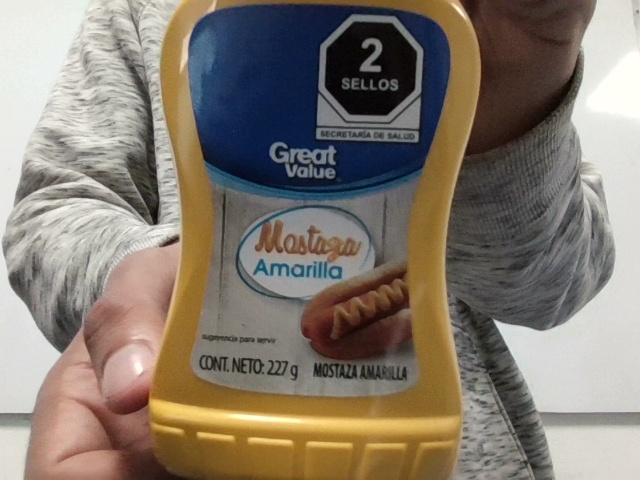 2
SELLOS
SECRETARÍA DE SALUD
Great
Value
Mostaza
Amarilla
sugerencia para servir
CONT. NETO: 227 g
MOSTAZA AMARILLA